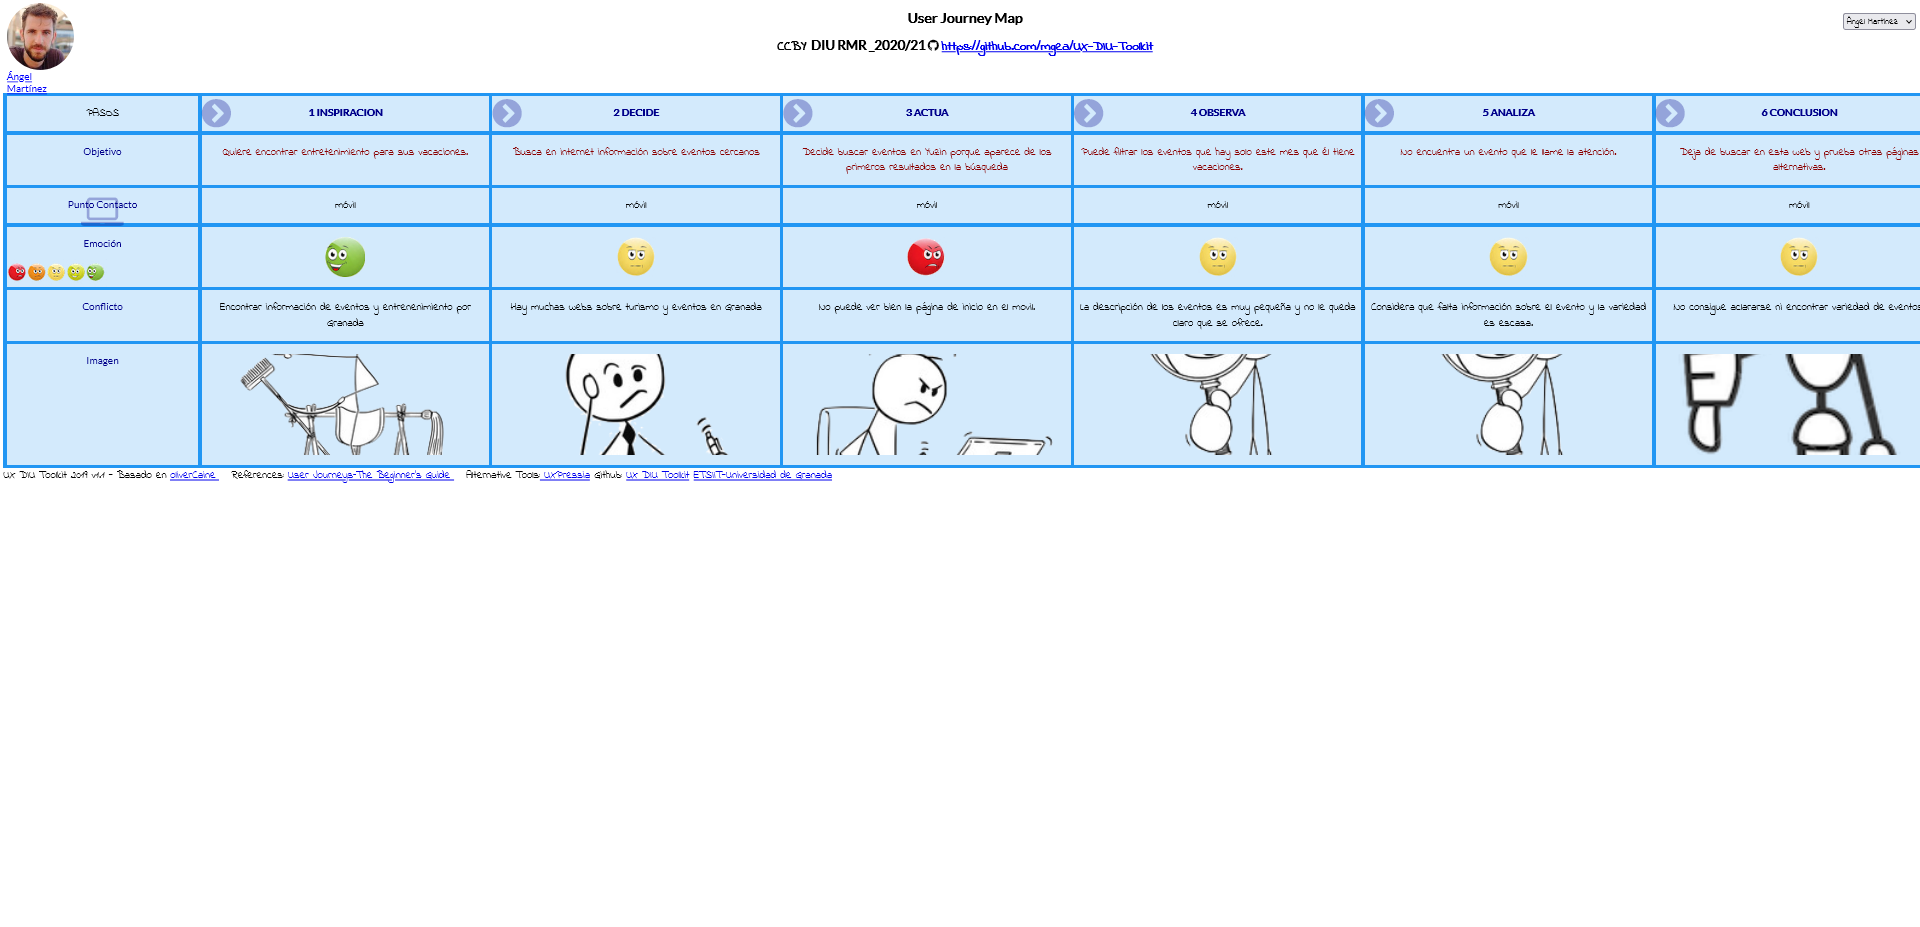 User Journey Map
Ángel Martínez
CCBY DIU RMR _2020/21 https://github.com/mgea/UX-DIU-Toolkit
Ángel
Martínez
PASOS
1 INSPIRACION
2 DECIDE
3 ACTUA
4 OBSERVA
5 ANALIZA
6 CONCLUSION
Objetivo
Quiere encontrar entretenimiento para sus vacaciones.
Busca en internet información sobre eventos cercanos
Decide buscar eventos en Yuzin porque aparece de los
primeros resultados en la búsqueda
Puede filtrar los eventos que hay solo este mes que él tiene
vacaciones.
No encuentra un evento que le llame la atención.
Deja de buscar en esta web y prueba otras páginas
alternativas.
Punto Contacto
móvil
móvil
móvil
móvil
móvil
móvil
Emoción
Conflicto
Encontrar información de eventos y entrenenimiento por
Granada
Hay muchas webs sobre turismo y eventos en Granada
No puede ver bien la página de inicio en el movil.
La descripción de los eventos es muy pequeña y no le queda
claro que se ofrece.
Considera que falta información sobre el evento y la variedad
es escasa.
No consigue aclararse ni encontrar variedad de eventos
Imagen
UX DIU Toolkit 2019 v1.1 - Basado en oliverCaine References: User Journeys-The Beginner's Guide Alternative Tools: UXPressia Github: UX DIU Toolkit ETSIIT-Universidad de Granada